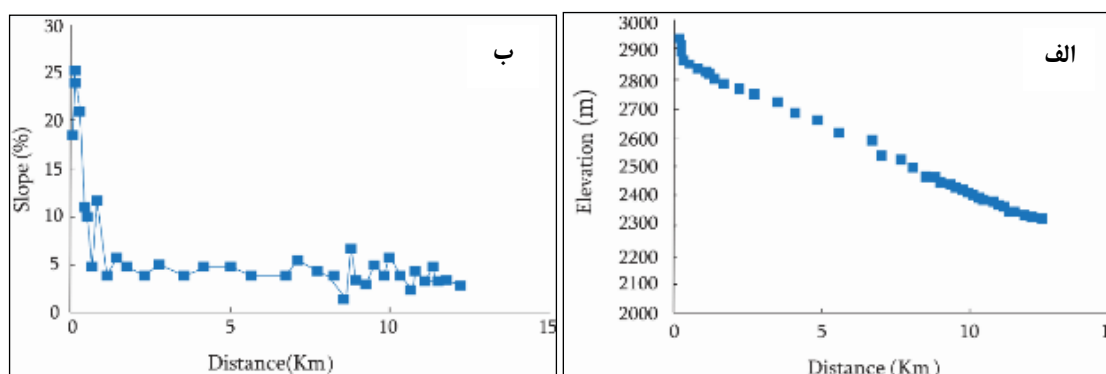 ب
30
25
20
15
10
5
0
Slope (%)
0 5 10 15
Distance(Km)
الف
3000
2900
2800
2700
2600
2500
2400
2300
2200
2100
2000
Elevation (m)
0 5 10 1
Distance (Km)